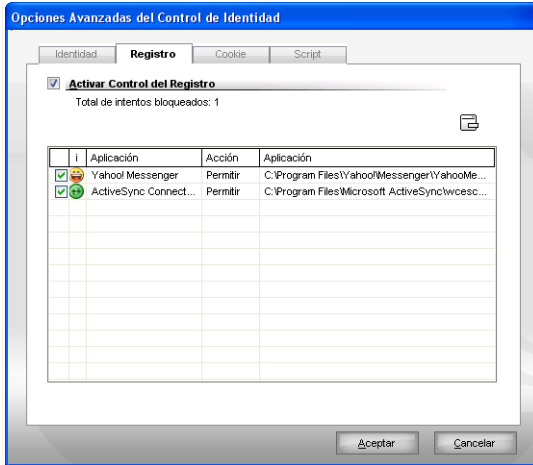 Opciones Avanzadas del Control de Identidad
Identidad Registro Cookie Script
Activar Control del Registro
Total de intentos bloqueados: 1
i Aplicación Acción Aplicación
Yahoo! Messenger Permitir C:\Program Files\Yahoo!\Messenger\YahooMe...
ActiveSync Connect... Permitir C:\Program Files\Microsoft ActiveSync\wcesc...
Aceptar Cancelar